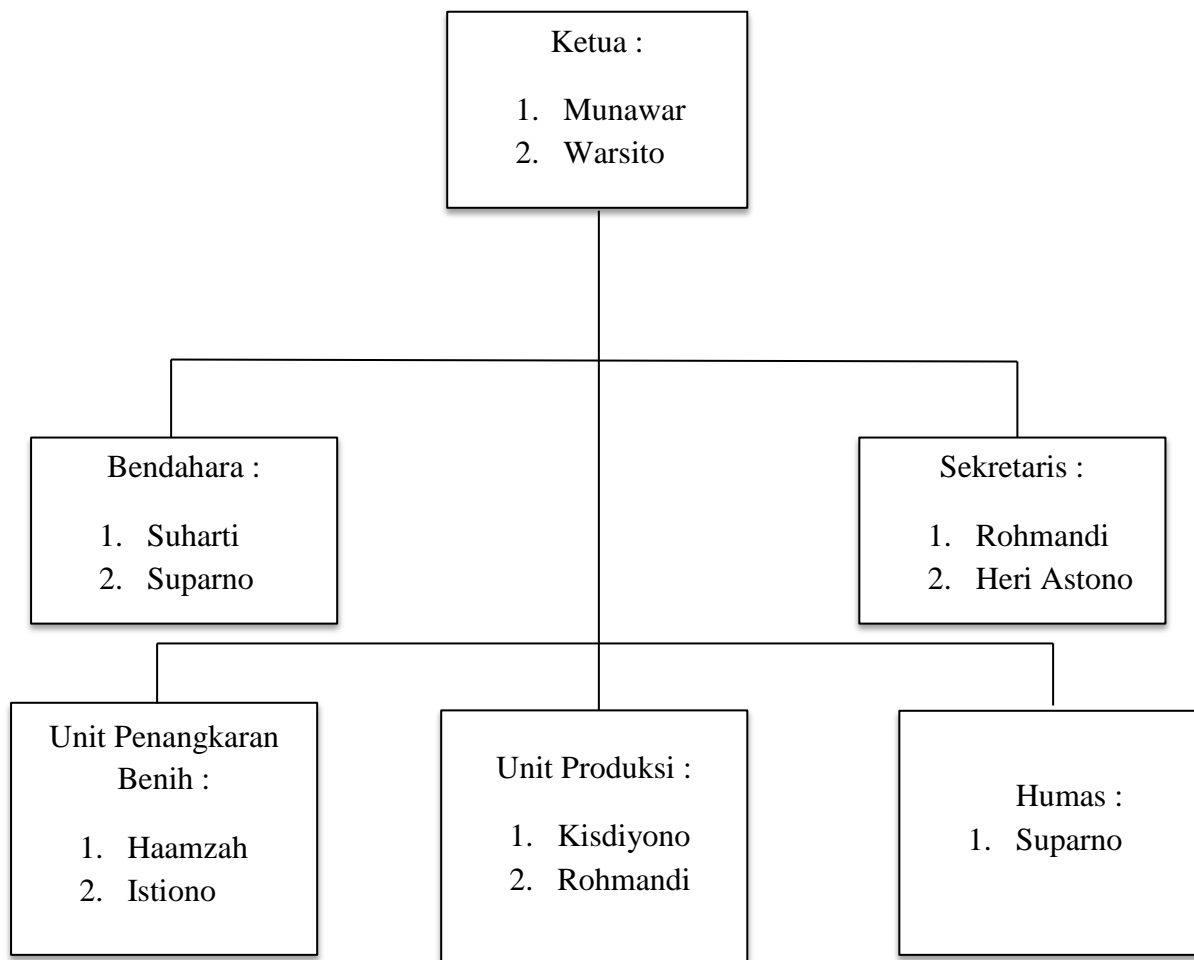 Ketua :
1. Munawar
2. Warsito
Bendahara :
1. Suharti
2. Suparno
Sekretaris :
1. Rohmandi
2. Heri Astono
Unit Penangkaran
Benih :
1. Haamzah
2. Istiono
Unit Produksi :
1. Kisdiyono
2. Rohmandi
Humas :
1. Suparno